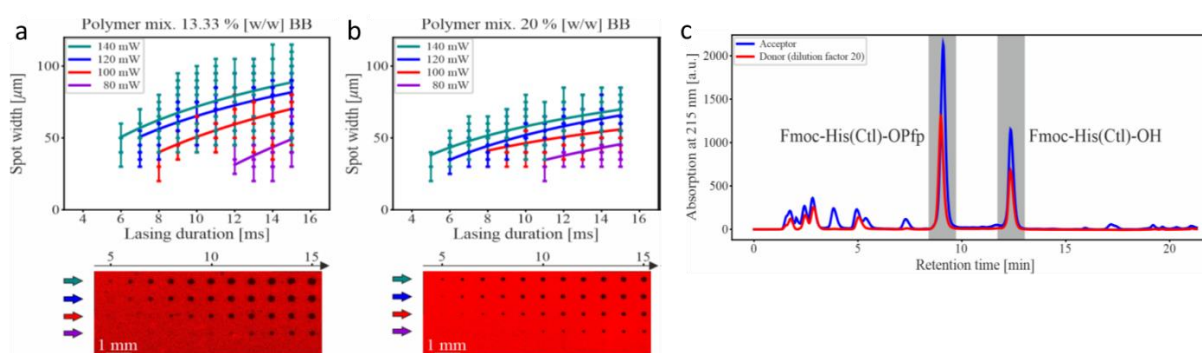 a
Polymer mix. 13.33 % [w/w] BB
140 mW
120 mW
100 mW
80 mW
Spot width [μm]
100
50
0
4 6 8 10 12 14 16
Lasing duration [ms]
5 10 15
1 mm
b
Polymer mix. 20 % [w/w] BB
140 mW
120 mW
100 mW
80 mW
Spot width [μm]
100
50
0
4 6 8 10 12 14 16
Lasing duration [ms]
5 10 15
1 mm
c
Acceptor
Donor (dilution factor 20)
Absorption at 215 nm [a.u.]
2000
1500
1000
500
0
Fmoc-His(Ctl)-OPfp
Fmoc-His(Ctl)-OH
0 5 10 15 20
Retention time [min]